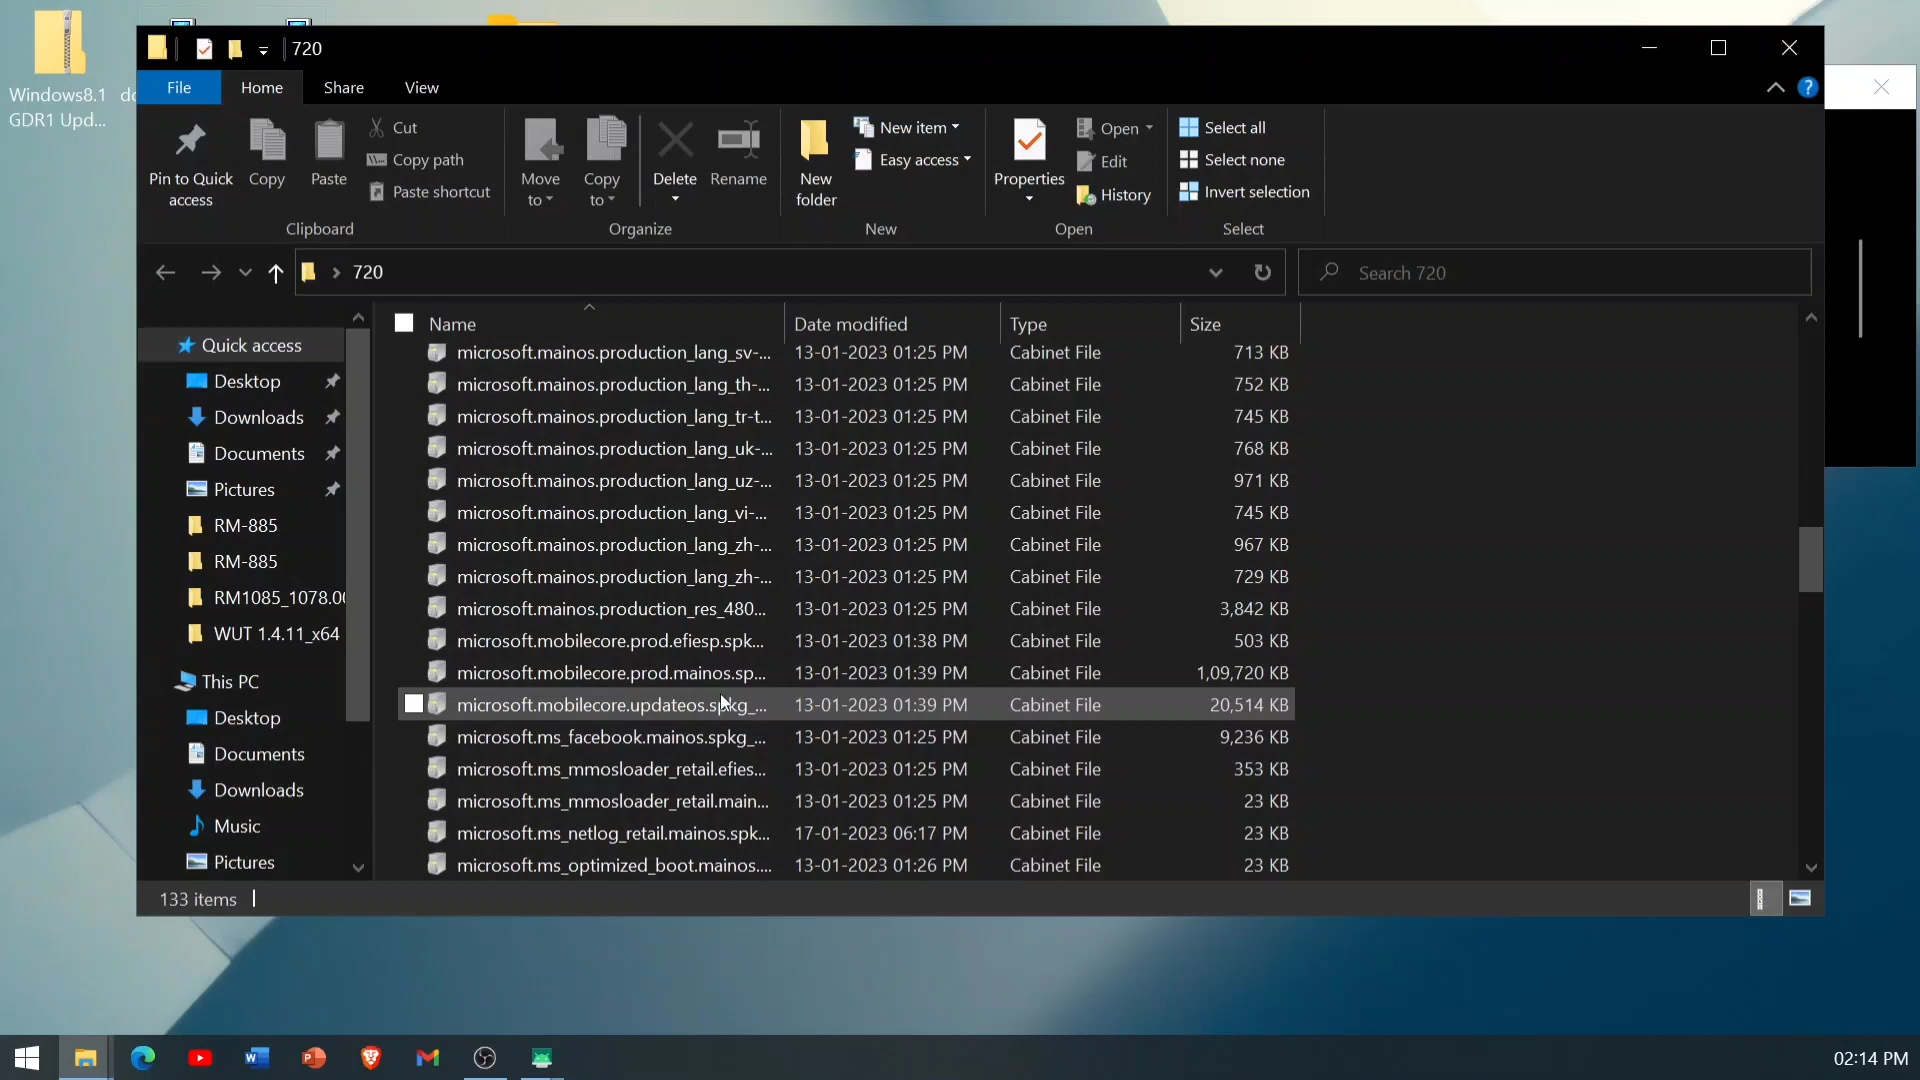 Windows8.1
GDR1 Upd...
720
File
Home
Share
View
Pin to Quick
access
Copy
Paste
Cut
Copy path
Paste shortcut
Clipboard
Move
to
Copy
to
Delete
Rename
Organize
New
folder
New item
Easy access
New
Properties
Open
Edit
History
Open
Select all
Select none
Invert selection
Select
720
Search 720
Quick access
Desktop
Downloads
Documents
Pictures
RM-885
RM-885
RM1085_1078.00
WUT 1.4.11_x64
This PC
Desktop
Documents
Downloads
Music
Pictures
Name Date modified Type Size
microsoft.mainos.production_lang_sv-... 13-01-2023 01:25 PM Cabinet File 713 KB
microsoft.mainos.production_lang_th-... 13-01-2023 01:25 PM Cabinet File 752 KB
microsoft.mainos.production_lang_tr-t... 13-01-2023 01:25 PM Cabinet File 745 KB
microsoft.mainos.production_lang_uk-... 13-01-2023 01:25 PM Cabinet File 768 KB
microsoft.mainos.production_lang_uz-... 13-01-2023 01:25 PM Cabinet File 971 KB
microsoft.mainos.production_lang_vi-... 13-01-2023 01:25 PM Cabinet File 745 KB
microsoft.mainos.production_lang_zh-... 13-01-2023 01:25 PM Cabinet File 967 KB
microsoft.mainos.production_lang_zh-... 13-01-2023 01:25 PM Cabinet File 729 KB
microsoft.mainos.production_res_480... 13-01-2023 01:25 PM Cabinet File 3,842 KB
microsoft.mobilecore.prod.efiesp.spk... 13-01-2023 01:38 PM Cabinet File 503 KB
microsoft.mobilecore.prod.mainos.sp... 13-01-2023 01:39 PM Cabinet File 1,09,720 KB
microsoft.mobilecore.updateos.spkg_... 13-01-2023 01:39 PM Cabinet File 20,514 KB
microsoft.ms_facebook.mainos.spkg_... 13-01-2023 01:25 PM Cabinet File 9,236 KB
microsoft.ms_mmosloader_retail.efies... 13-01-2023 01:25 PM Cabinet File 353 KB
microsoft.ms_mmosloader_retail.main... 13-01-2023 01:25 PM Cabinet File 23 KB
microsoft.ms_netlog_retail.mainos.spk... 17-01-2023 06:17 PM Cabinet File 23 KB
microsoft.ms_optimized_boot.mainos.... 13-01-2023 01:26 PM Cabinet File 23 KB
133 items
02:14 PM